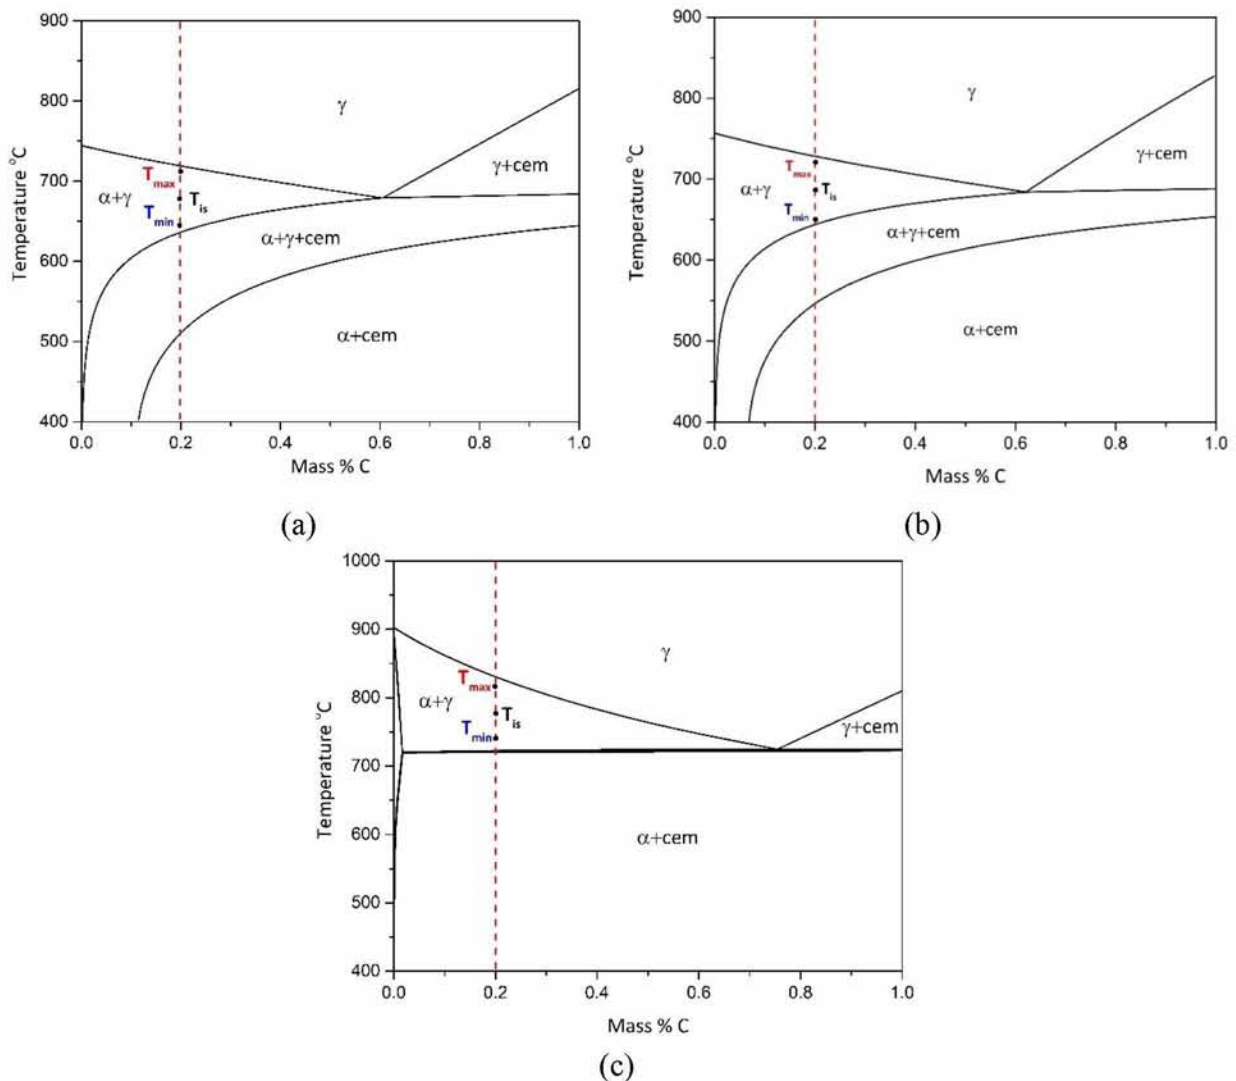 900
800
700
600
500
400
Temperature °C
γ
T_max
α+γ
T_is
T_min
γ+cem
α+γ+cem
α+cem
0.0 0.2 0.4 0.6 0.8 1.0
Mass % C
(a)
900
800
700
600
500
400
Temperature °C
γ
T_max
α+γ
T_is
T_min
γ+cem
α+γ+cem
α+cem
0.0 0.2 0.4 0.6 0.8 1.0
Mass % C
(b)
1000
900
800
700
600
500
400
Temperature °C
γ
T_max
α+γ
T_is
T_min
γ+cem
α+cem
0.0 0.2 0.4 0.6 0.8 1.0
Mass % C
(c)